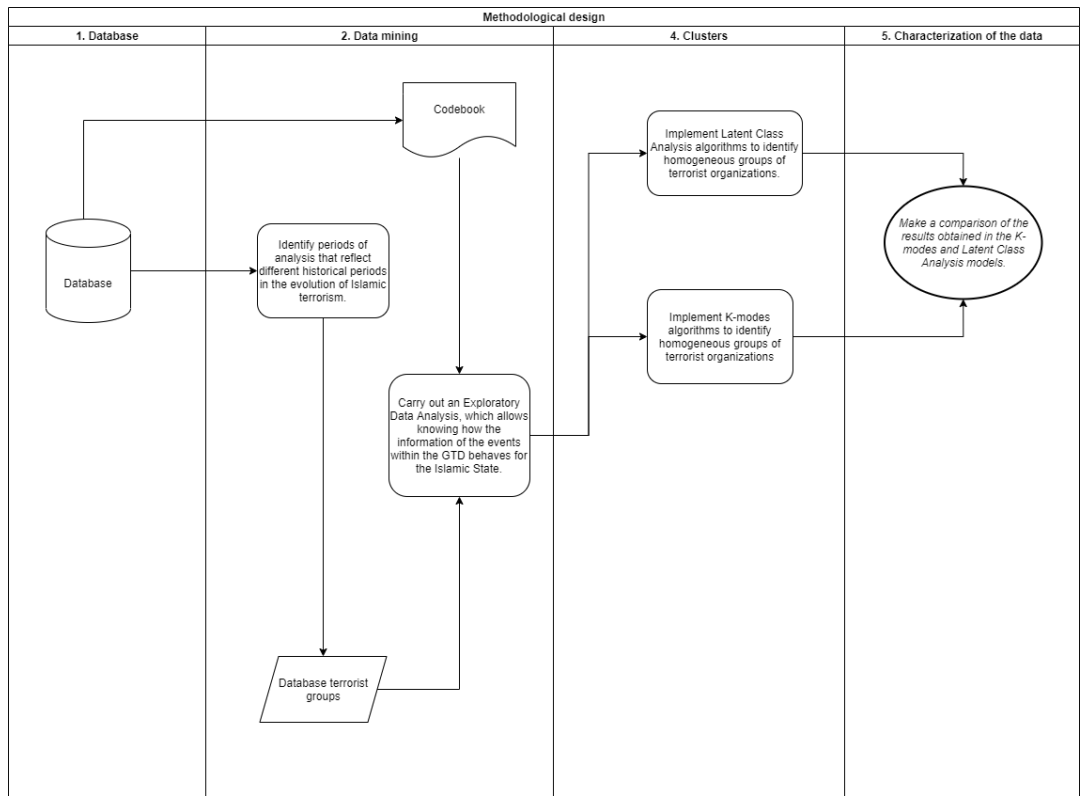 Methodological design
1. Database
2. Data mining
4. Clusters
5. Characterization of the data
Codebook
Database
Identify periods of
analysis that reflect
different historical periods
in the evolution of Islamic
terrorism.
Carry out an Exploratory
Data Analysis, which allows
knowing how the
information of the events
within the GTD behaves for
the Islamic State.
Database terrorist
groups
Implement Latent Class
Analysis algorithms to identify
homogeneous groups of
terrorist organizations.
Implement K-modes
algorithms to identify
homogeneous groups of
terrorist organizations
Make a comparison of the
results obtained in the K-
modes and Latent Class
Analysis models.